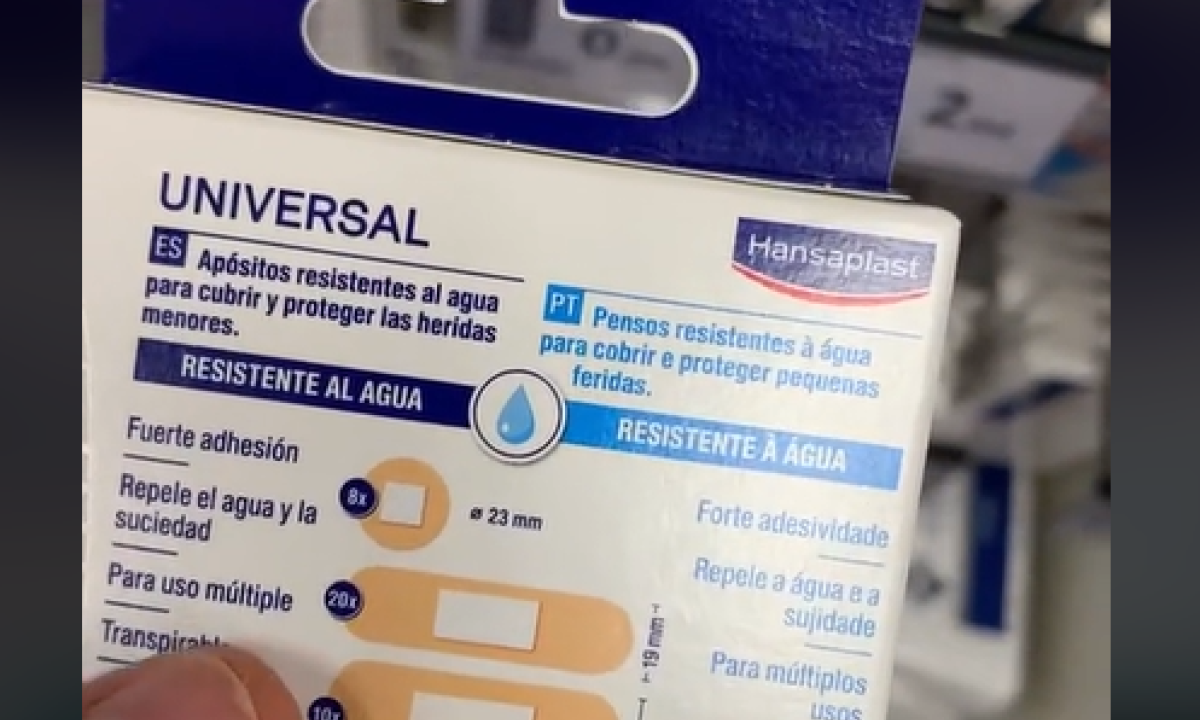 UNIVERSAL
Hansaplast
ES Apósitos resistentes al agua
para cubrir y proteger las heridas
menores.
PT Pensos resistentes à água
para cobrir e proteger pequenas
feridas.
RESISTENTE AL AGUA
RESISTENTE À ÁGUA
Fuerte adhesión
Repele el agua y la
suciedad
Para uso múltiple
8x
ø 23 mm
20x
19 mm
10x
Forte adesividade
Repele a água e a
sujidade
Para múltiplos
usos